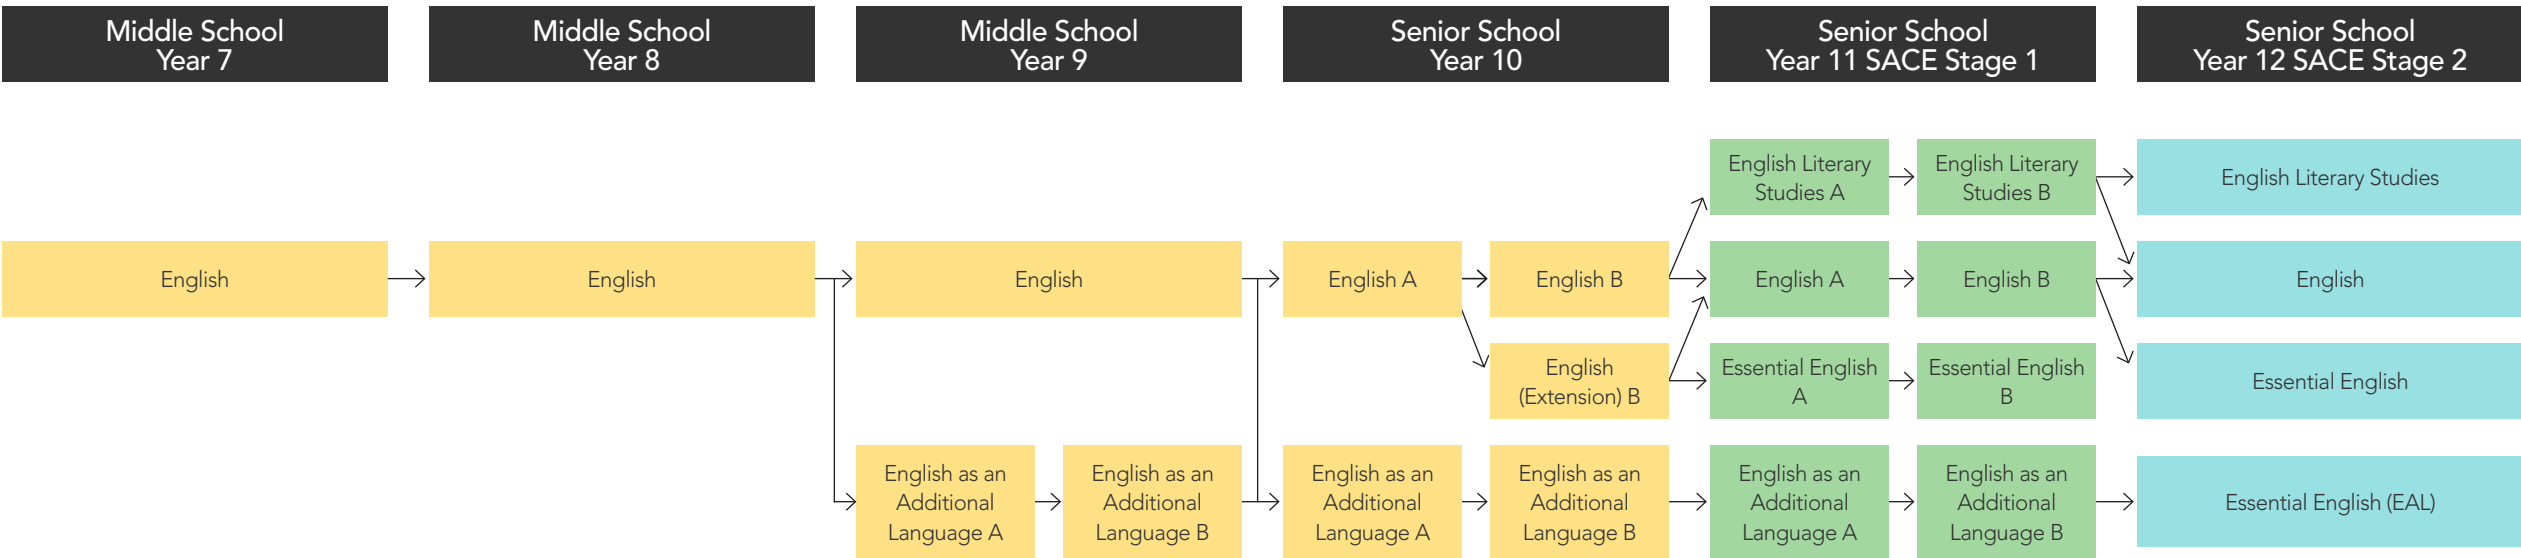 Middle School
Year 7
Middle School
Year 8
Middle School
Year 9
Senior School
Year 10
Senior School
Year 11 SACE Stage 1
Senior School
Year 12 SACE Stage 2
English Literary
Studies A
English Literary
Studies B
English Literary Studies
English
English
English
English A
English B
English A
English B
English
English
(Extension) B
Essential English
A
Essential English
B
Essential English
English as an
Additional
Language A
English as an
Additional
Language B
English as an
Additional
Language A
English as an
Additional
Language B
English as an
Additional
Language A
English as an
Additional
Language B
Essential English (EAL)